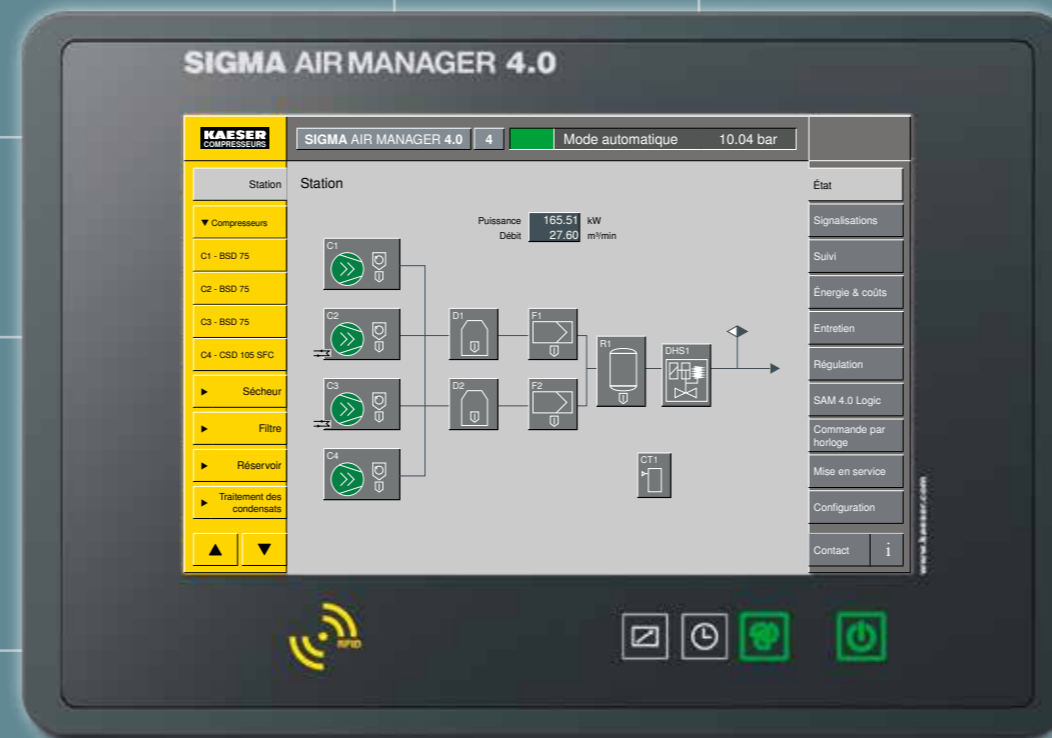 SIGMA AIR MANAGER 4.0
KAESER
COMPRESSEURS
SIGMA AIR MANAGER 4.0
4
Mode automatique
10.04 bar
Station
▼ Compresseurs
C1 - BSD 75
C2 - BSD 75
C3 - BSD 75
C4 - CSD 105 SFC
► Sécheur
► Filtre
► Réservoir
► Traitement des
condensats
▲ ▼
Station
Puissance 165.51 kW
Débit 27.60 m³/min
C1
C2
C3
C4
D1
D2
F1
F2
R1
DHS1
CT1
État
Signalisations
Suivi
Énergie & coûts
Entretien
Régulation
SAM 4.0 Logic
Commande par
horloge
Mise en service
Configuration
Contact
i
www.kaeser.com
RFID